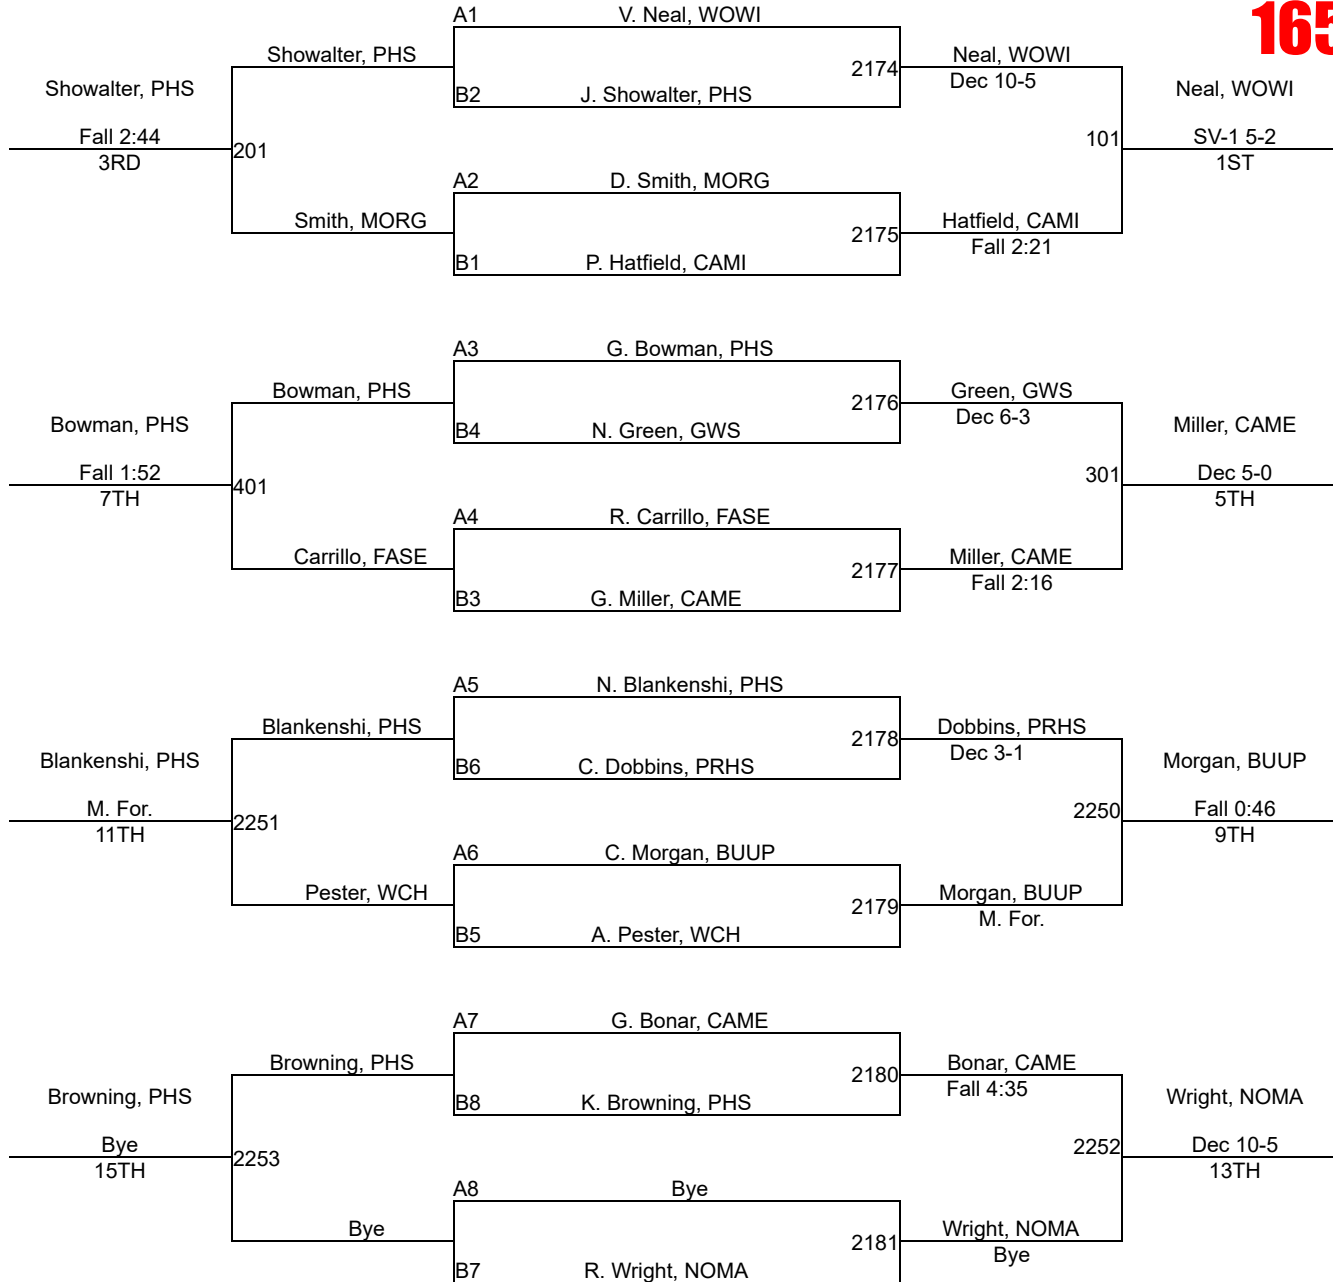 165
A1 V. Neal, WOWI
Showalter, PHS
2174
Neal, WOWI
Dec 10-5
Showalter, PHS
B2 J. Showalter, PHS
Neal, WOWI
Fall 2:44
3RD
201
101
SV-1 5-2
1ST
A2 D. Smith, MORG
Smith, MORG
2175
Hatfield, CAMI
Fall 2:21
B1 P. Hatfield, CAMI
A3 G. Bowman, PHS
Bowman, PHS
2176
Green, GWS
Dec 6-3
Bowman, PHS
B4 N. Green, GWS
Miller, CAME
Fall 1:52
7TH
401
301
Dec 5-0
5TH
A4 R. Carrillo, FASE
Carrillo, FASE
2177
Miller, CAME
Fall 2:16
B3 G. Miller, CAME
A5 N. Blankenshi, PHS
Blankenshi, PHS
2178
Dobbins, PRHS
Dec 3-1
Blankenshi, PHS
B6 C. Dobbins, PRHS
Morgan, BUUP
M. For.
11TH
2251
2250
Fall 0:46
9TH
A6 C. Morgan, BUUP
Pester, WCH
2179
Morgan, BUUP
M. For.
B5 A. Pester, WCH
A7 G. Bonar, CAME
Browning, PHS
2180
Bonar, CAME
Fall 4:35
Browning, PHS
B8 K. Browning, PHS
Wright, NOMA
Bye
15TH
2253
2252
Dec 10-5
13TH
A8 Bye
Bye
2181
Wright, NOMA
Bye
B7 R. Wright, NOMA